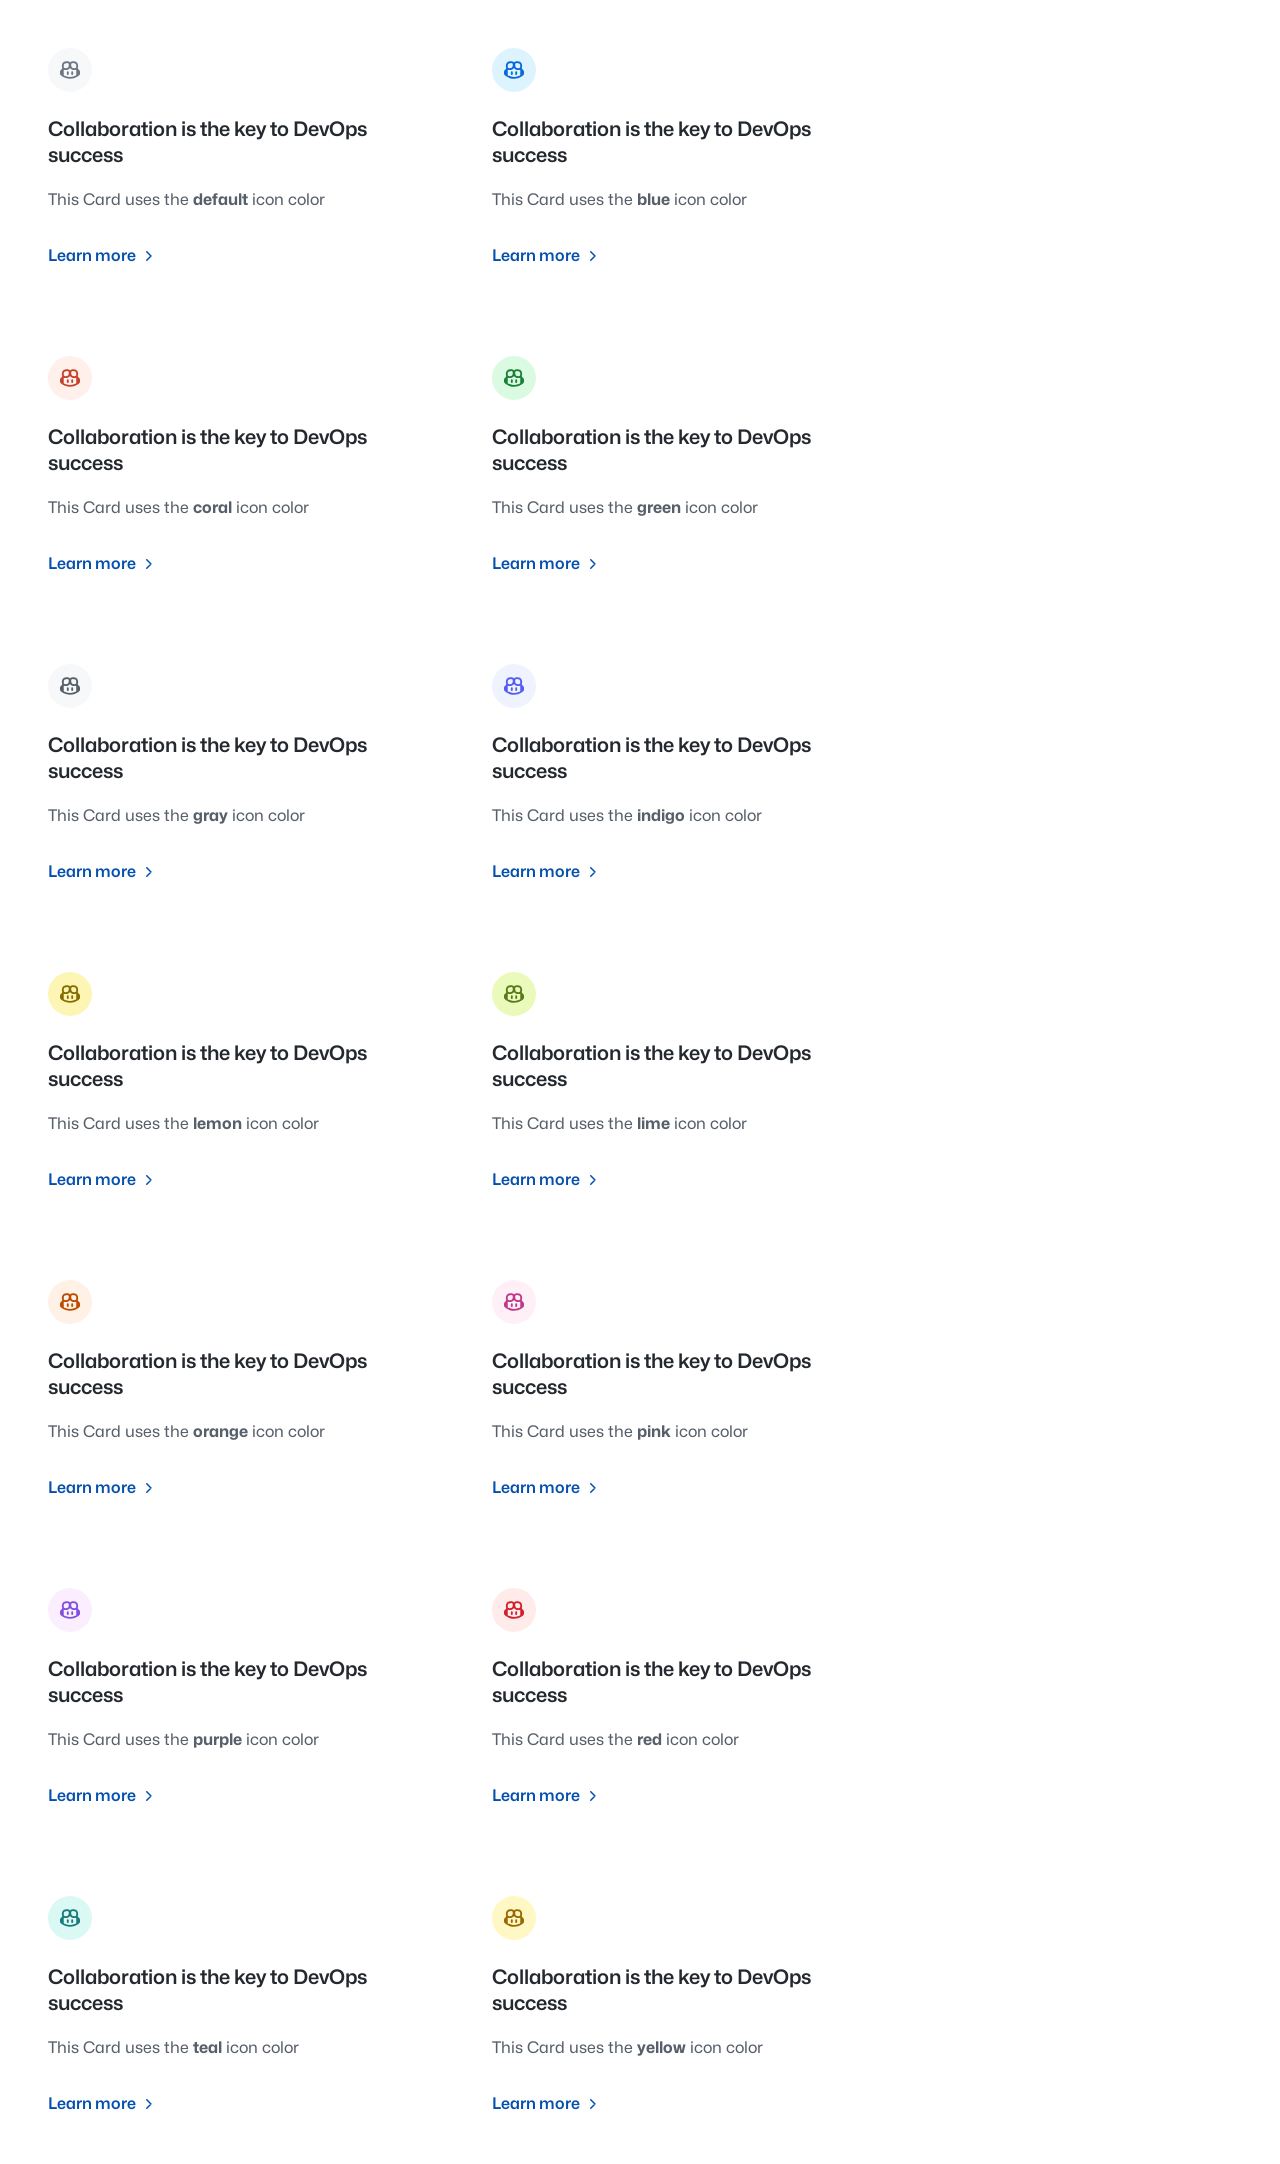 Collaboration is the key to DevOps
success
This Card uses the default icon color
Learn more
Collaboration is the key to DevOps
success
This Card uses the blue icon color
Learn more
Collaboration is the key to DevOps
success
This Card uses the coral icon color
Learn more
Collaboration is the key to DevOps
success
This Card uses the green icon color
Learn more
Collaboration is the key to DevOps
success
This Card uses the gray icon color
Learn more
Collaboration is the key to DevOps
success
This Card uses the indigo icon color
Learn more
Collaboration is the key to DevOps
success
This Card uses the lemon icon color
Learn more
Collaboration is the key to DevOps
success
This Card uses the lime icon color
Learn more
Collaboration is the key to DevOps
success
This Card uses the orange icon color
Learn more
Collaboration is the key to DevOps
success
This Card uses the pink icon color
Learn more
Collaboration is the key to DevOps
success
This Card uses the purple icon color
Learn more
Collaboration is the key to DevOps
success
This Card uses the red icon color
Learn more
Collaboration is the key to DevOps
success
This Card uses the teal icon color
Learn more
Collaboration is the key to DevOps
success
This Card uses the yellow icon color
Learn more